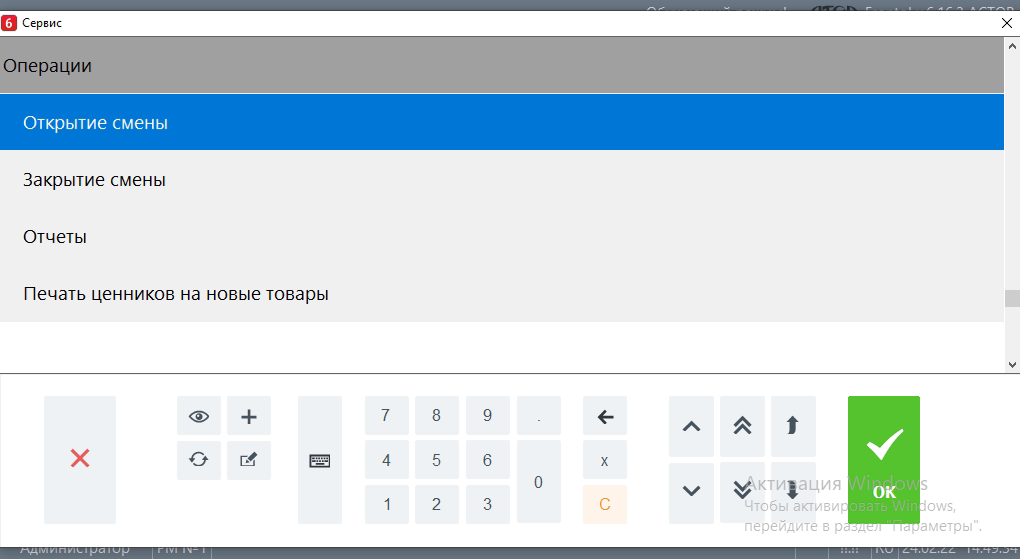 6 Сервис
Операции
Открытие смены
Закрытие смены
Отчеты
Печать ценников на новые товары
7 8 9 .
4 5 6 0 x
1 2 3 C
OK
Активация Windows
Чтобы активировать Windows,
перейдите в раздел "Параметры".
Администратор РМ №1 RU 24.02.22 14:49:34